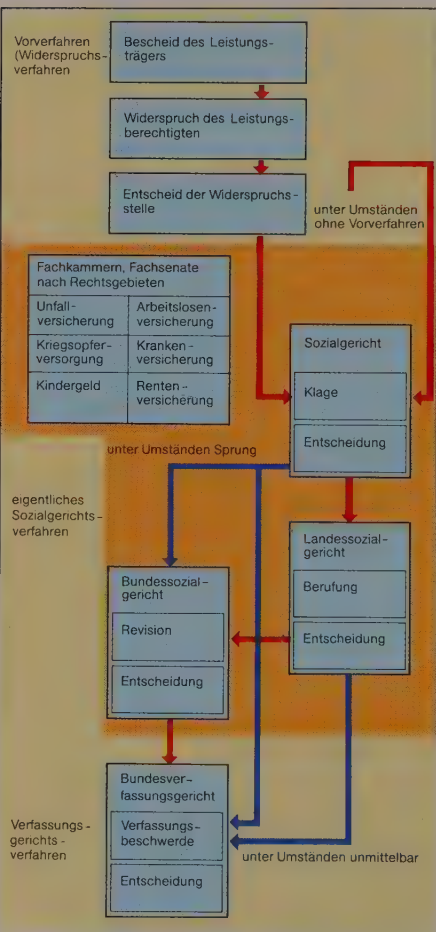 Vorverfahren
(Widerspruchs-
verfahren
Bescheid des Leistungs-
trägers
Widerspruch des Leistungs-
berechtigten
Entscheid der Widerspruchs-
stelle
unter Umständen
ohne Vorverfahren
Fachkammern, Fachsenate
nach Rechtsgebieten
Unfall-
versicherung
Arbeitslosen-
versicherung
Kriegsopfer-
versorgung
Kranken-
versicherung
Kindergeld
Renten-
versicherung
Sozialgericht
Klage
Entscheidung
unter Umständen Sprung
eigentliches
Sozialgerichts-
verfahren
Landessozial-
gericht
Berufung
Entscheidung
Bundessozial-
gericht
Revision
Entscheidung
Bundesver-
fassungsgericht
Verfassungs-
beschwerde
Entscheidung
Verfassungs-
gerichts-
verfahren
unter Umständen unmittelbar